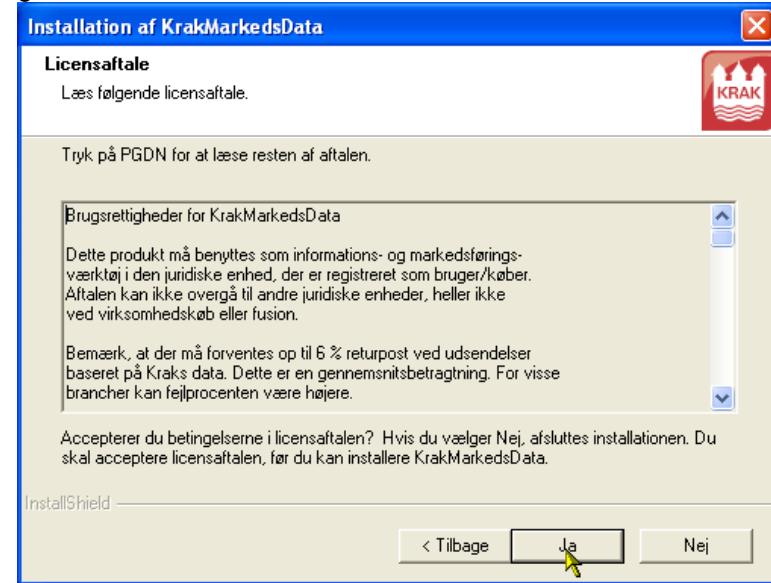 Installation af KrakMarkedsData
Licensaftale
Læs følgende licensaftale.
KRAK
Tryk på PGDN for at læse resten af aftalen.
Brugsrettigheder for KrakMarkedsData
Dette produkt må benyttes som informations- og markedsførings-
værktøj i den juridiske enhed, der er registreret som bruger/køber.
Aftalen kan ikke overgå til andre juridiske enheder, heller ikke
ved virksomhedskøb eller fusion.
Bemærk, at der må forventes op til 6 % returpost ved udsendelser
baseret på Kraks data. Dette er en gennemsnitsbetragtning. For visse
brancher kan fejlprocenten være højere.
Accepterer du betingelserne i licensaftalen?  Hvis du vælger Nej, afsluttes installationen. Du
skal acceptere licensaftalen, før du kan installere KrakMarkedsData.
InstallShield
< Tilbage
Ja
Nej